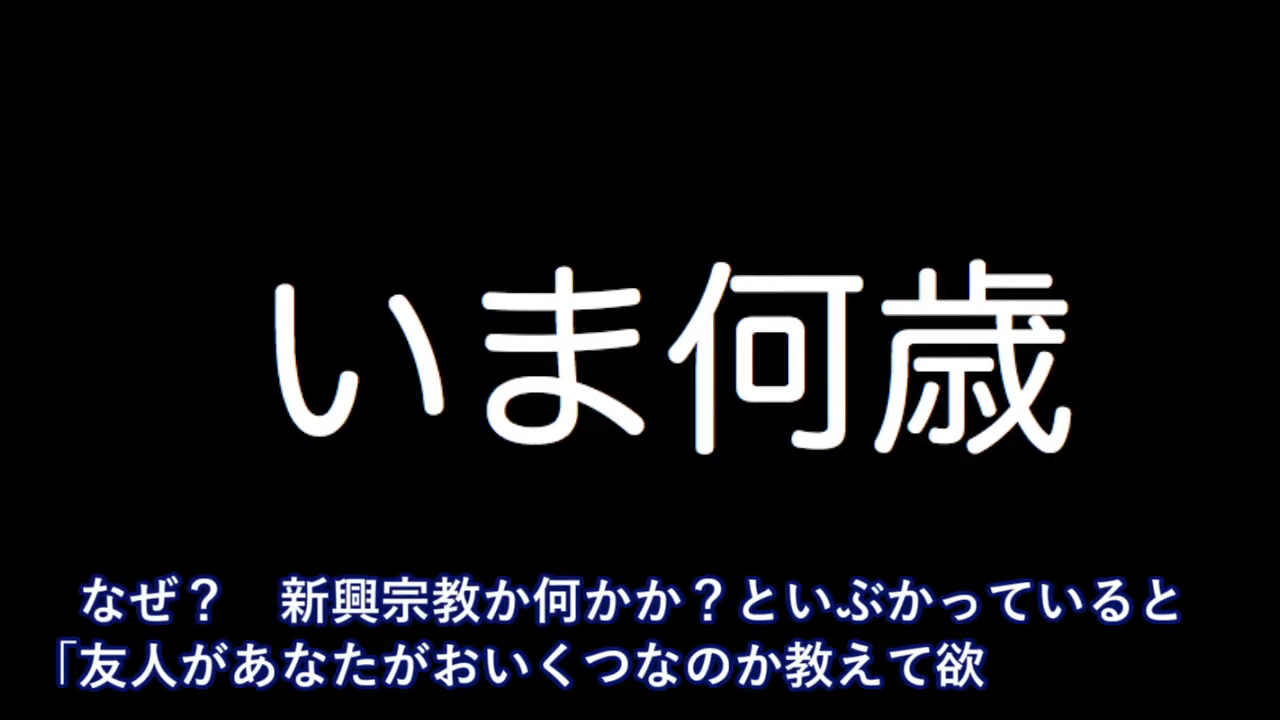 いま何歳
なぜ？　新興宗教か何かか？といぶかっていると
「友人があなたがおいくつなのか教えて欲